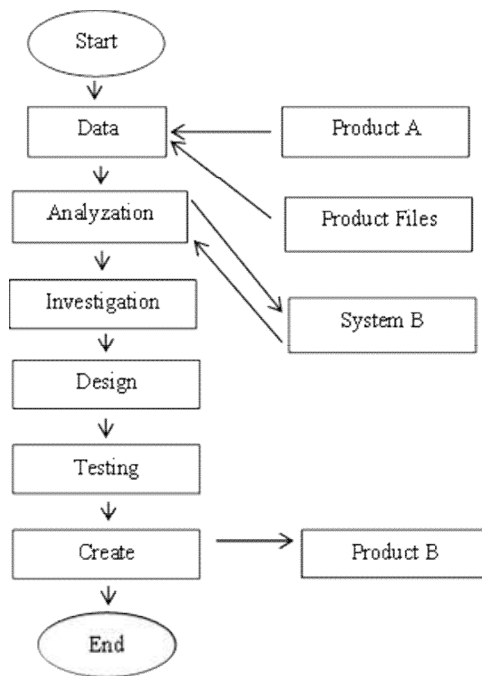 Start
Data
Product A
Analyzation
Product Files
Investigation
System B
Design
Testing
Create
Product B
End